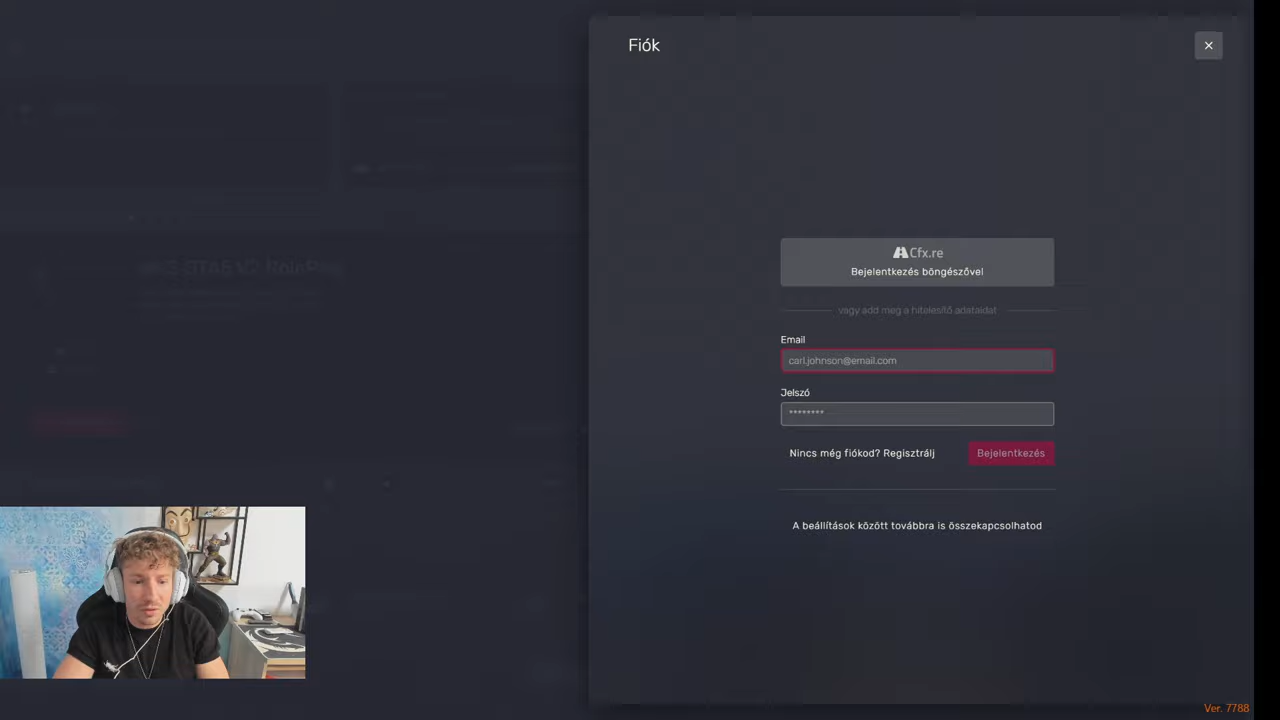 Fiók
Cfx.re
Bejelentkezés böngészővel
vagy add meg a hitelesítő adataidat
Email
carl.johnson@email.com
Jelszó
********
Nincs még fiókod? Regisztrálj
Bejelentkezés
A beállítások között továbbra is összekapcsolhatod
Ver. 7788